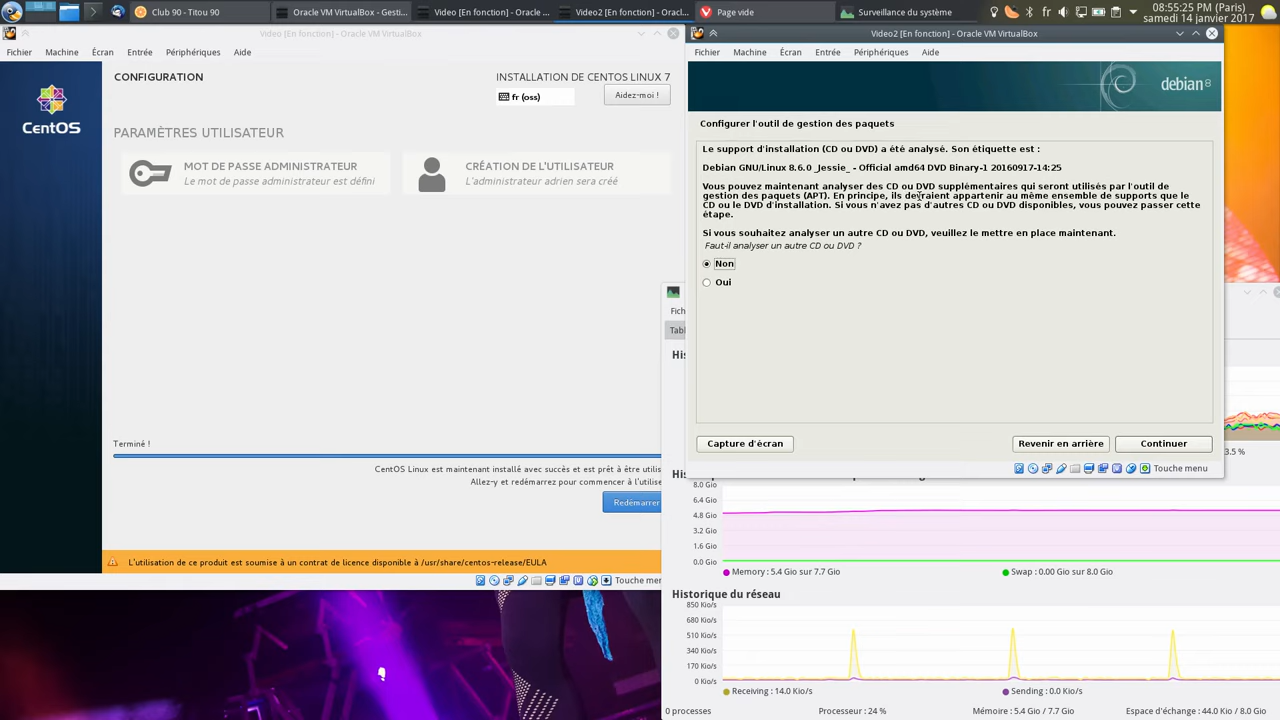 Club 90 - Titou 90
Oracle VM VirtualBox - Gesti...
Video [En fonction] - Oracle ...
Video2 [En fonction] - Oracl...
Page vide
Surveillance du système
fr
08:55:25 PM (Paris)
samedi 14 janvier 2017
Video [En fonction] - Oracle VM VirtualBox
Fichier Machine Écran Entrée Périphériques Aide
CentOS
CONFIGURATION
INSTALLATION DE CENTOS LINUX 7
fr (oss)
Aidez-moi !
PARAMÈTRES UTILISATEUR
MOT DE PASSE ADMINISTRATEUR
Le mot de passe administrateur est défini
CRÉATION DE L'UTILISATEUR
L'administrateur adrien sera créé
Terminé !
CentOS Linux est maintenant installé avec succès et est prêt à être utilis
Allez-y et redémarrez pour commencer à l'utilise
Redémarrer
L'utilisation de ce produit est soumise à un contrat de licence disponible à /usr/share/centos-release/EULA
Touche men
Video2 [En fonction] - Oracle VM VirtualBox
Fichier Machine Écran Entrée Périphériques Aide
debian 8
Configurer l'outil de gestion des paquets
Le support d'installation (CD ou DVD) a été analysé. Son étiquette est :
Debian GNU/Linux 8.6.0 _Jessie_ - Official amd64 DVD Binary-1 20160917-14:25
Vous pouvez maintenant analyser des CD ou DVD supplémentaires qui seront utilisés par l'outil de
gestion des paquets (APT). En principe, ils devraient appartenir au même ensemble de supports que le
CD ou le DVD d'installation. Si vous n'avez pas d'autres CD ou DVD disponibles, vous pouvez passer cette
étape.
Si vous souhaitez analyser un autre CD ou DVD, veuillez le mettre en place maintenant.
Faut-il analyser un autre CD ou DVD ?
Non
Oui
Capture d'écran
Revenir en arrière
Continuer
Touche menu
Fich
Tabl
His
3.5 %
His
8.0 Gio
6.4 Gio
4.8 Gio
3.2 Gio
1.6 Gio
0.0 Gio
Memory : 5.4 Gio sur 7.7 Gio
Swap : 0.00 Gio sur 8.0 Gio
Historique du réseau
850 Kio/s
680 Kio/s
510 Kio/s
340 Kio/s
170 Kio/s
0 Kio/s
Receiving : 14.0 Kio/s
Sending : 0.0 Kio/s
0 processes
Processeur : 24 %
Mémoire : 5.4 Gio / 7.7 Gio
Espace d'échange : 44.0 Kio / 8.0 Gio